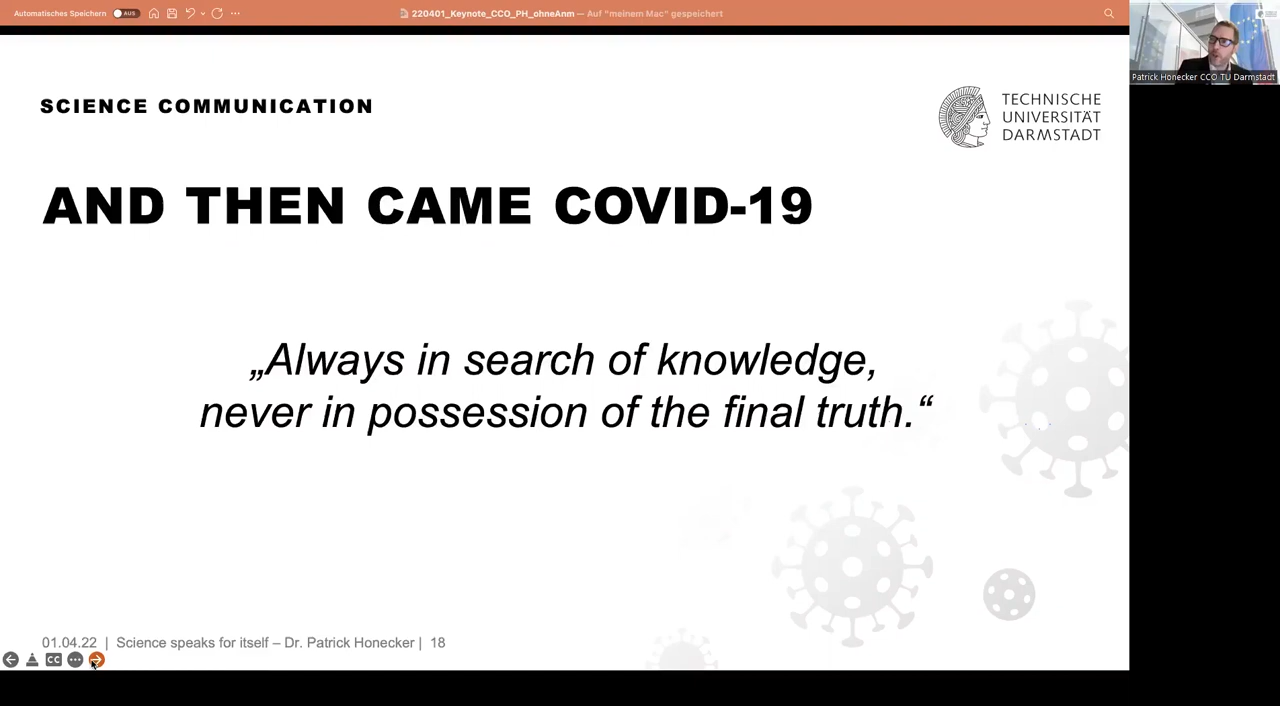 Automatisches Speichern AUS
220401_Keynote_CCO_PH_ohneAnm — Auf "meinem Mac" gespeichert
Patrick Honecker CCO TU Darmstadt
SCIENCE COMMUNICATION
TECHNISCHE
UNIVERSITÄT
DARMSTADT
AND THEN CAME COVID-19
„Always in search of knowledge,
never in possession of the final truth.“
01.04.22 | Science speaks for itself – Dr. Patrick Honecker | 18
CC